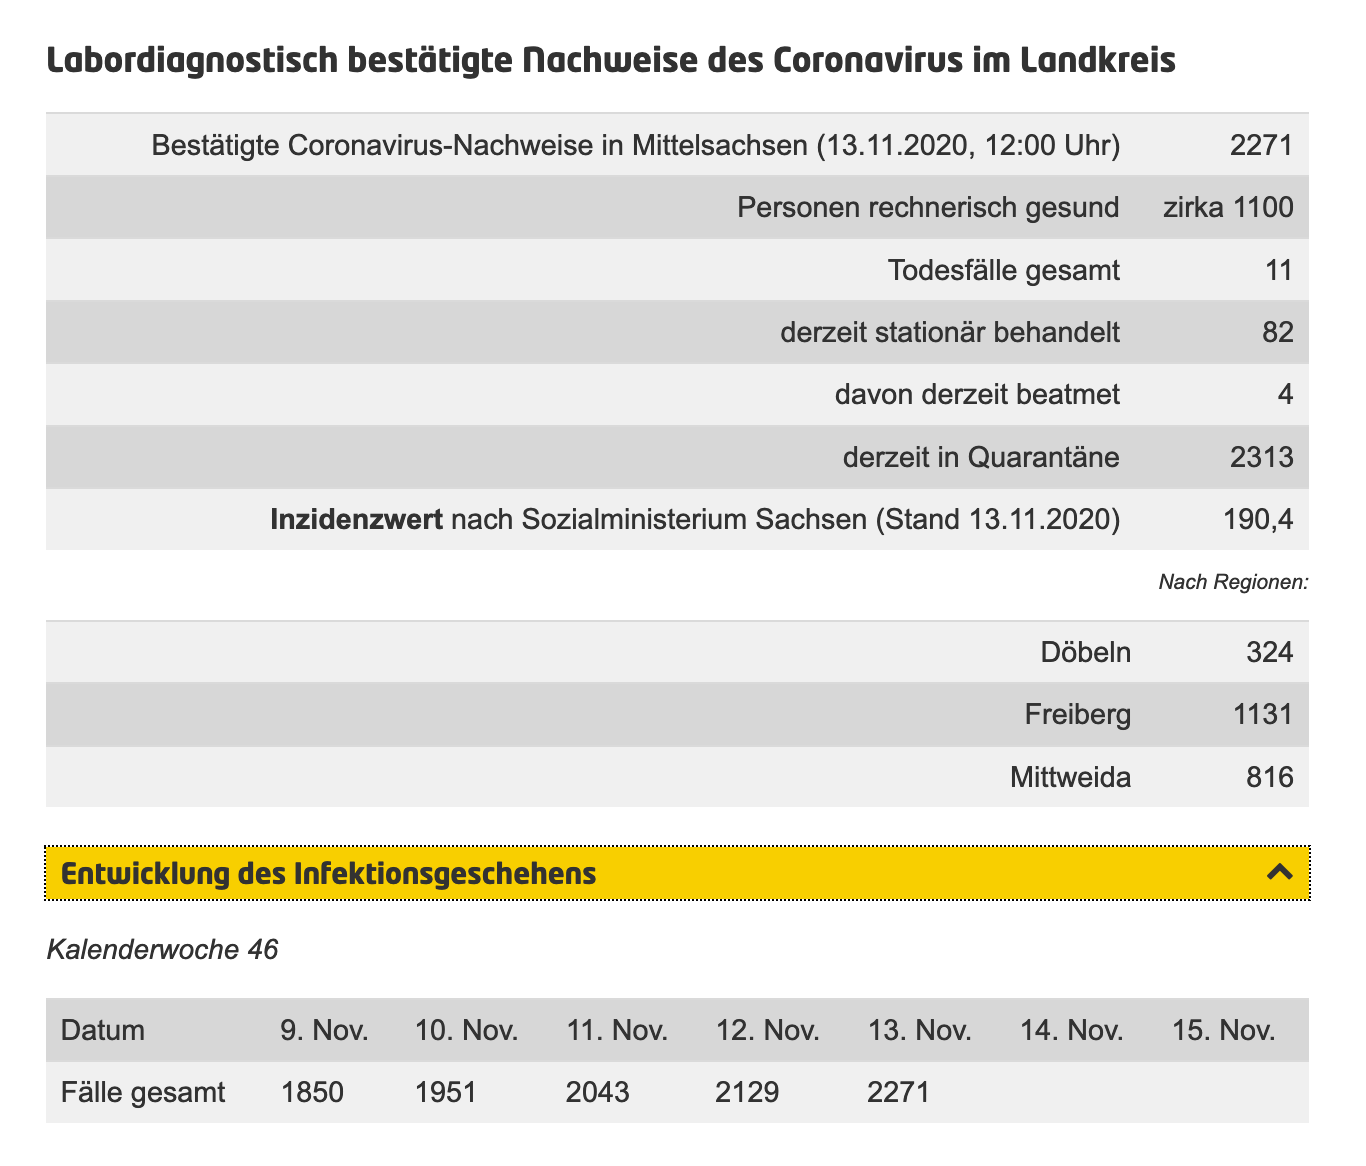 Labordiagnostisch bestätigte Nachweise des Coronavirus im Landkreis
Bestätigte Coronavirus-Nachweise in Mittelsachsen (13.11.2020, 12:00 Uhr) 2271
Personen rechnerisch gesund zirka 1100
Todesfälle gesamt 11
derzeit stationär behandelt 82
davon derzeit beatmet 4
derzeit in Quarantäne 2313
Inzidenzwert nach Sozialministerium Sachsen (Stand 13.11.2020) 190,4
Nach Regionen:
Döbeln 324
Freiberg 1131
Mittweida 816
Entwicklung des Infektionsgeschehens
Kalenderwoche 46
Datum 9. Nov. 10. Nov. 11. Nov. 12. Nov. 13. Nov. 14. Nov. 15. Nov.
Fälle gesamt 1850 1951 2043 2129 2271